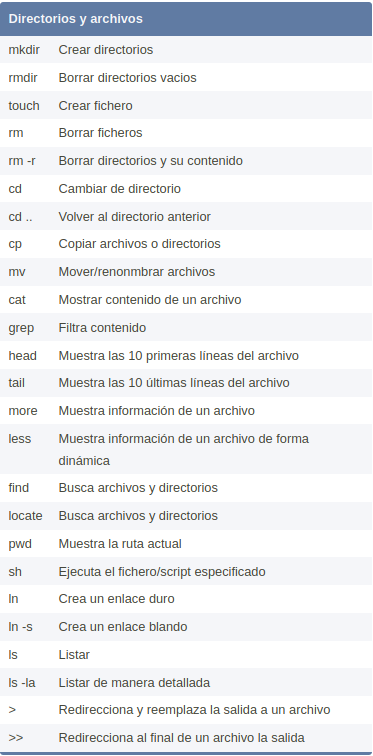 Directorios y archivos
mkdir Crear directorios
rmdir Borrar directorios vacios
touch Crear fichero
rm Borrar ficheros
rm -r Borrar directorios y su contenido
cd Cambiar de directorio
cd .. Volver al directorio anterior
cp Copiar archivos o directorios
mv Mover/renonmbrar archivos
cat Mostrar contenido de un archivo
grep Filtra contenido
head Muestra las 10 primeras líneas del archivo
tail Muestra las 10 últimas líneas del archivo
more Muestra información de un archivo
less Muestra información de un archivo de forma
dinámica
find Busca archivos y directorios
locate Busca archivos y directorios
pwd Muestra la ruta actual
sh Ejecuta el fichero/script especificado
ln Crea un enlace duro
ln -s Crea un enlace blando
ls Listar
ls -la Listar de manera detallada
> Redirecciona y reemplaza la salida a un archivo
>> Redirecciona al final de un archivo la salida